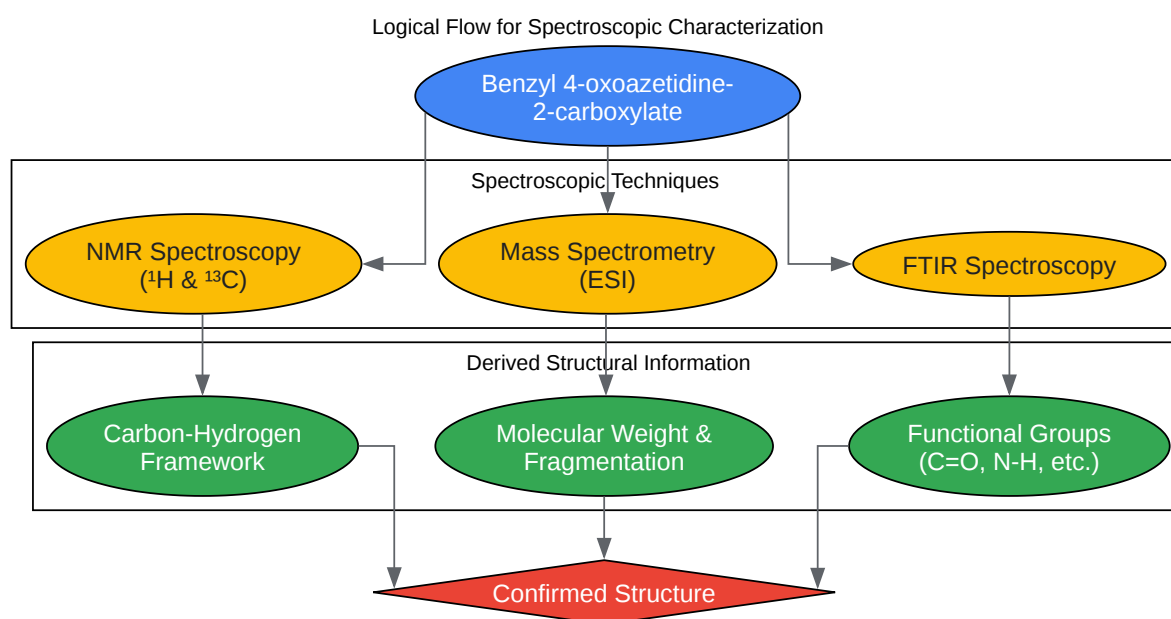 Logical Flow for Spectroscopic Characterization
Benzyl 4-oxoazetidine-
2-carboxylate
Spectroscopic Techniques
NMR Spectroscopy
(¹H & ¹³C)
Mass Spectrometry
(ESI)
FTIR Spectroscopy
Derived Structural Information
Carbon-Hydrogen
Framework
Molecular Weight &
Fragmentation
Functional Groups
(C=O, N-H, etc.)
Confirmed Structure